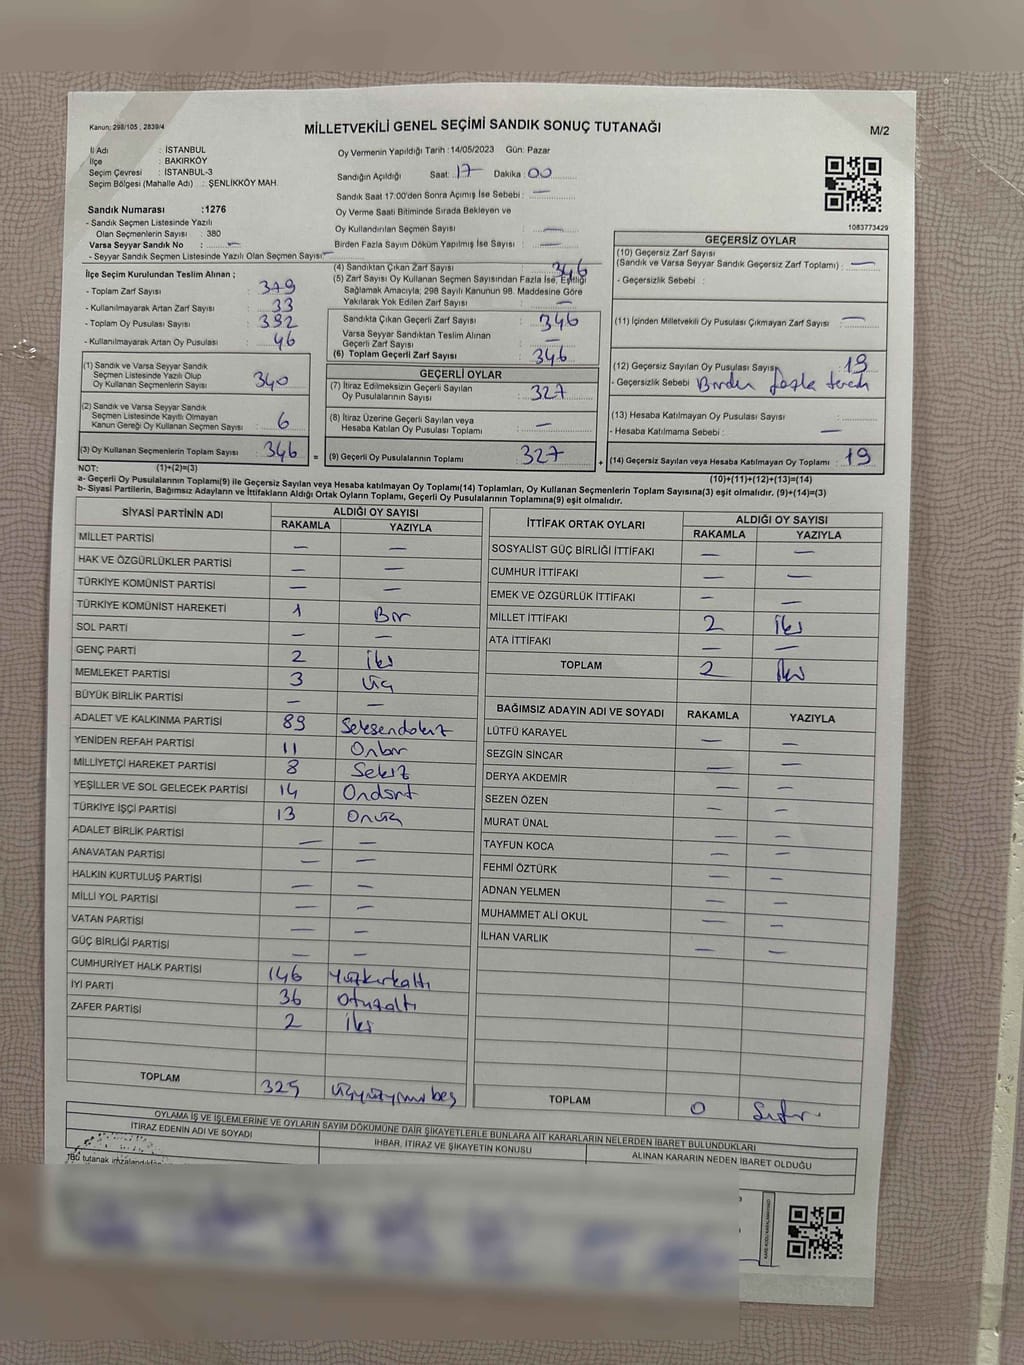 Kanun; 298/105 , 2839/4
MİLLETVEKİLİ GENEL SEÇİMİ SANDIK SONUÇ TUTANAĞI
M/2
İl Adı : İSTANBUL
İlçe : BAKIRKÖY
Seçim Çevresi : İSTANBUL-3
Seçim Bölgesi (Mahalle Adı) : ŞENLİKKÖY MAH.
Sandık Numarası :1276
- Sandık Seçmen Listesinde Yazılı
Olan Seçmenlerin Sayısı : 380
Varsa Seyyar Sandık No : —
- Seyyar Sandık Seçmen Listesinde Yazılı Olan Seçmen Sayısı: —
Oy Vermenin Yapıldığı Tarih :14/05/2023 Gün: Pazar
Sandığın Açıldığı Saat: 17 Dakika: 00
Sandık Saat 17:00'den Sonra Açımış İse Sebebi : —
Oy Verme Saati Bitiminde Sırada Bekleyen ve
Oy Kullandırılan Seçmen Sayısı : —
Birden Fazla Sayım Döküm Yapılmış İse Sayısı : —
1083773429
İlçe Seçim Kurulundan Teslim Alınan ;
- Toplam Zarf Sayısı : 379
- Kullanılmayarak Artan Zarf Sayısı : 33
- Toplam Oy Pusulası Sayısı : 392
- Kullanılmayarak Artan Oy Pusulası : 46
(1) Sandık ve Varsa Seyyar Sandık
Seçmen Listesinde Yazılı Olup
Oy Kullanan Seçmenlerin Sayısı : 340
(2) Sandık ve Varsa Seyyar Sandık
Seçmen Listesinde Kayıtlı Olmayan
Kanun Gereği Oy Kullanan Seçmen Sayısı : 6
(3) Oy Kullanan Seçmenlerin Toplam Sayısı : 346 =
(4) Sandıktan Çıkan Zarf Sayısı : 346
(5) Zarf Sayısı Oy Kullanan Seçmen Sayısından Fazla İse, Eşitliği
Sağlamak Amacıyla; 298 Sayılı Kanunun 98. Maddesine Göre
Yakılarak Yok Edilen Zarf Sayısı : —
Sandıkta Çıkan Geçerli Zarf Sayısı : 346
Varsa Seyyar Sandıktan Teslim Alınan
Geçerli Zarf Sayısı : —
(6) Toplam Geçerli Zarf Sayısı : 346
GEÇERLİ OYLAR
(7) İtiraz Edilmeksizin Geçerli Sayılan
Oy Pusulalarının Sayısı : 327
(8) İtiraz Üzerine Geçerli Sayılan veya
Hesaba Katılan Oy Pusulası Toplamı : —
(9) Geçerli Oy Pusulalarının Toplamı : 327 +
GEÇERSİZ OYLAR
(10) Geçersiz Zarf Sayısı
(Sandık ve Varsa Seyyar Sandık Geçersiz Zarf Toplamı) : —
- Geçersizlik Sebebi :
(11) İçinden Milletvekili Oy Pusulası Çıkmayan Zarf Sayısı : —
(12) Geçersiz Sayılan Oy Pusulası Sayısı : 19
- Geçersizlik Sebebi : Birden fazla tercih
(13) Hesaba Katılmayan Oy Pusulası Sayısı :
- Hesaba Katılmama Sebebi : —
(14) Geçersiz Sayılan veya Hesaba Katılmayan Oy Toplamı : 19
NOT: (1)+(2)=(3) (10)+(11)+(12)+(13)=(14)
a- Geçerli Oy Pusulalarının Toplamı(9) ile Geçersiz Sayılan veya Hesaba Katılmayan Oy Toplamı(14) Toplamları, Oy Kullanan Seçmenlerin Toplam Sayısına(3) eşit olmalıdır. (9)+(14)=(3)
b- Siyasi Partilerin, Bağımsız Adayların ve İttifakların Aldığı Ortak Oyların Toplamı, Geçerli Oy Pusulalarının Toplamına(9) eşit olmalıdır.
SİYASİ PARTİNİN ADI ALDIĞI OY SAYISI
RAKAMLA YAZIYLA
MİLLET PARTİSİ — —
HAK VE ÖZGÜRLÜKLER PARTİSİ — —
TÜRKİYE KOMÜNİST PARTİSİ — —
TÜRKİYE KOMÜNİST HAREKETİ 1 Bir
SOL PARTİ — —
GENÇ PARTİ 2 iki
MEMLEKET PARTİSİ 3 üç
BÜYÜK BİRLİK PARTİSİ — —
ADALET VE KALKINMA PARTİSİ 89 Seksendokuz
YENİDEN REFAH PARTİSİ 11 Onbir
MİLLİYETÇİ HAREKET PARTİSİ 8 Sekiz
YEŞİLLER VE SOL GELECEK PARTİSİ 14 Ondört
TÜRKİYE İŞÇİ PARTİSİ 13 Onüç
ADALET BİRLİK PARTİSİ — —
ANAVATAN PARTİSİ — —
HALKIN KURTULUŞ PARTİSİ — —
MİLLİ YOL PARTİSİ — —
VATAN PARTİSİ — —
GÜÇ BİRLİĞİ PARTİSİ — —
CUMHURİYET HALK PARTİSİ 146 Yüzkırkaltı
İYİ PARTİ 36 Otuzaltı
ZAFER PARTİSİ 2 iki
TOPLAM 325 üçyüzyirmibeş
İTTİFAK ORTAK OYLARI ALDIĞI OY SAYISI
RAKAMLA YAZIYLA
SOSYALİST GÜÇ BİRLİĞİ İTTİFAKI — —
CUMHUR İTTİFAKI — —
EMEK VE ÖZGÜRLÜK İTTİFAKI — —
MİLLET İTTİFAKI 2 iki
ATA İTTİFAKI — —
TOPLAM 2 iki
BAĞIMSIZ ADAYIN ADI VE SOYADI RAKAMLA YAZIYLA
LÜTFÜ KARAYEL — —
SEZGİN SİNCAR — —
DERYA AKDEMİR — —
SEZEN ÖZEN — —
MURAT ÜNAL — —
TAYFUN KOCA — —
FEHMİ ÖZTÜRK — —
ADNAN YELMEN — —
MUHAMMET ALİ OKUL — —
İLHAN VARLIK — —
TOPLAM 0 Sıfır
OYLAMA İŞ VE İŞLEMLERİNE VE OYLARIN SAYIM DÖKÜMÜNE DAİR ŞİKAYETLERLE BUNLARA AİT KARARLARIN NELERDEN İBARET BULUNDUKLARI
İTİRAZ EDENİN ADI VE SOYADI İHBAR, İTİRAZ VE ŞİKAYETİN KONUSU ALINAN KARARIN NEDEN İBARET OLDUĞU